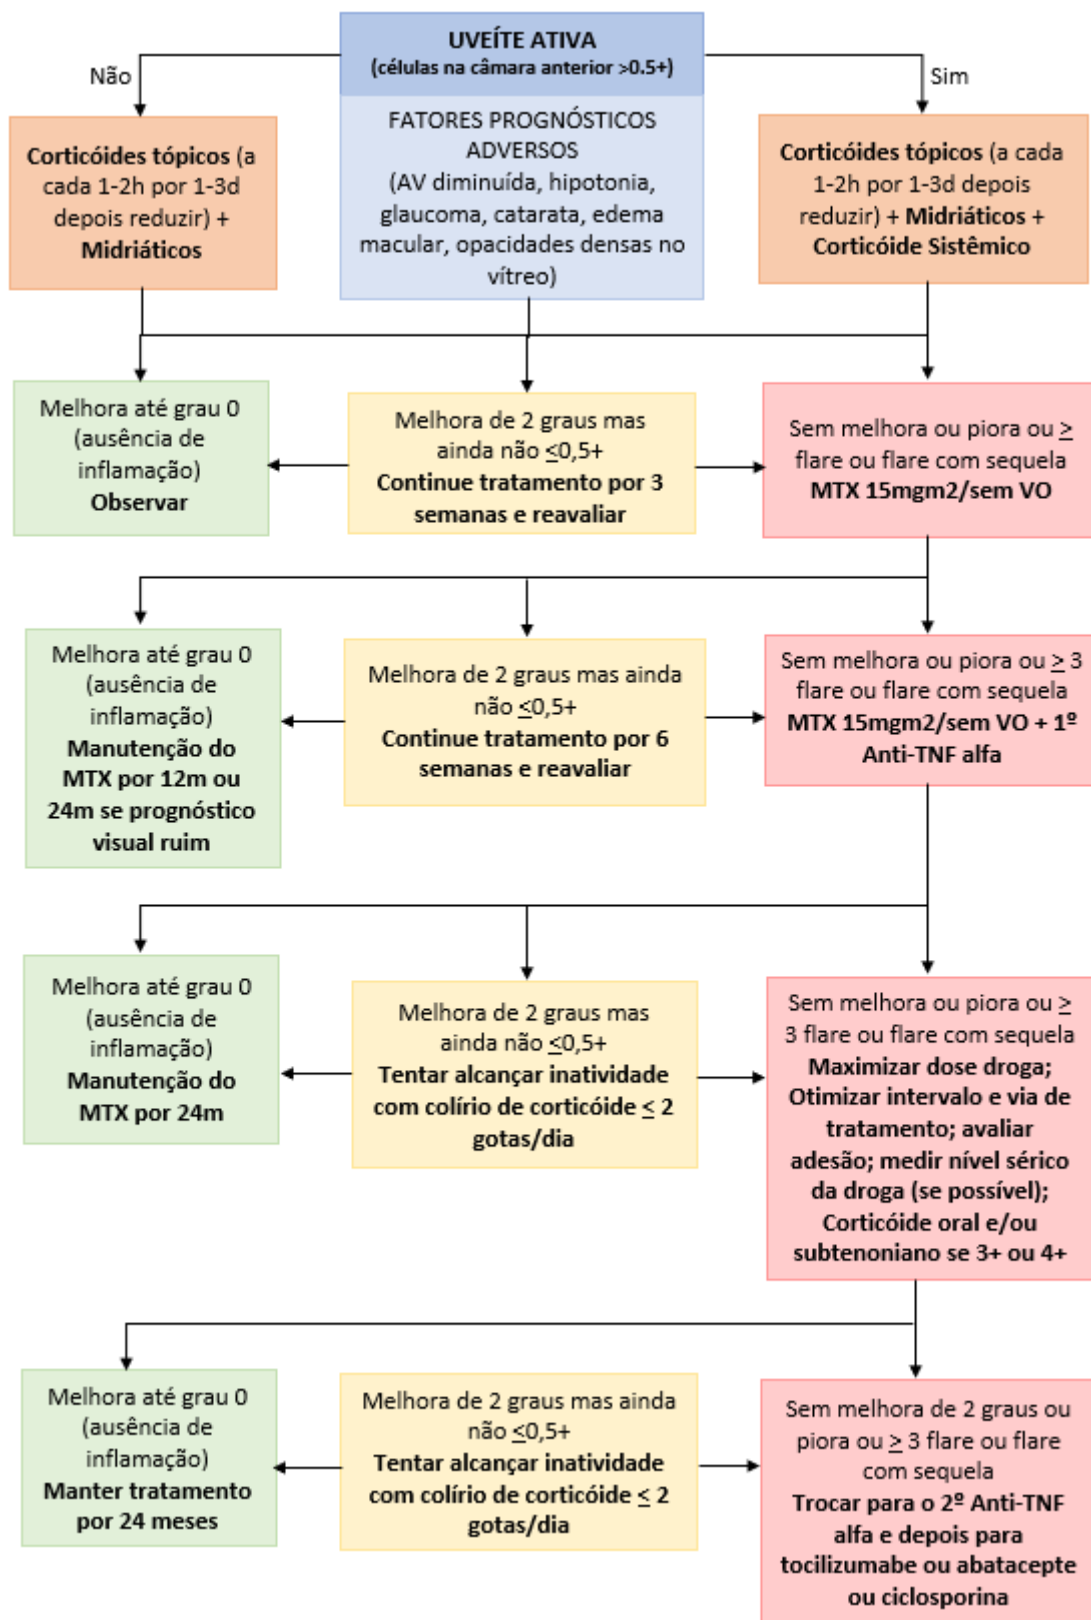 UVEÍTE ATIVA
(células na câmara anterior >0.5+)
Não
Sim
FATORES PROGNÓSTICOS
ADVERSOS
(AV diminuída, hipotonia,
glaucoma, catarata, edema
macular, opacidades densas no
vítreo)
Corticóides tópicos (a
cada 1-2h por 1-3d
depois reduzir) +
Midriáticos
Corticóides tópicos (a cada
1-2h por 1-3d depois
reduzir) + Midriáticos +
Corticóide Sistêmico
Melhora até grau 0
(ausência de
inflamação)
Observar
Melhora de 2 graus mas
ainda não ≤0,5+
Continue tratamento por 3
semanas e reavaliar
Sem melhora ou piora ou ≥
flare ou flare com sequela
MTX 15mgm2/sem VO
Melhora até grau 0
(ausência de
inflamação)
Manutenção do
MTX por 12m ou
24m se prognóstico
visual ruim
Melhora de 2 graus mas ainda
não ≤0,5+
Continue tratamento por 6
semanas e reavaliar
Sem melhora ou piora ou ≥ 3
flare ou flare com sequela
MTX 15mgm2/sem VO + 1º
Anti-TNF alfa
Melhora até grau 0
(ausência de
inflamação)
Manutenção do
MTX por 24m
Melhora de 2 graus mas
ainda não ≤0,5+
Tentar alcançar inatividade
com colírio de corticóide ≤ 2
gotas/dia
Sem melhora ou piora ou ≥
3 flare ou flare com sequela
Maximizar dose droga;
Otimizar intervalo e via de
tratamento; avaliar
adesão; medir nível sérico
da droga (se possível);
Corticóide oral e/ou
subtenoniano se 3+ ou 4+
Melhora até grau 0
(ausência de
inflamação)
Manter tratamento
por 24 meses
Melhora de 2 graus mas ainda
não ≤0,5+
Tentar alcançar inatividade
com colírio de corticóide ≤ 2
gotas/dia
Sem melhora de 2 graus ou
piora ou ≥ 3 flare ou flare
com sequela
Trocar para o 2º Anti-TNF
alfa e depois para
tocilizumabe ou abatacepte
ou ciclosporina